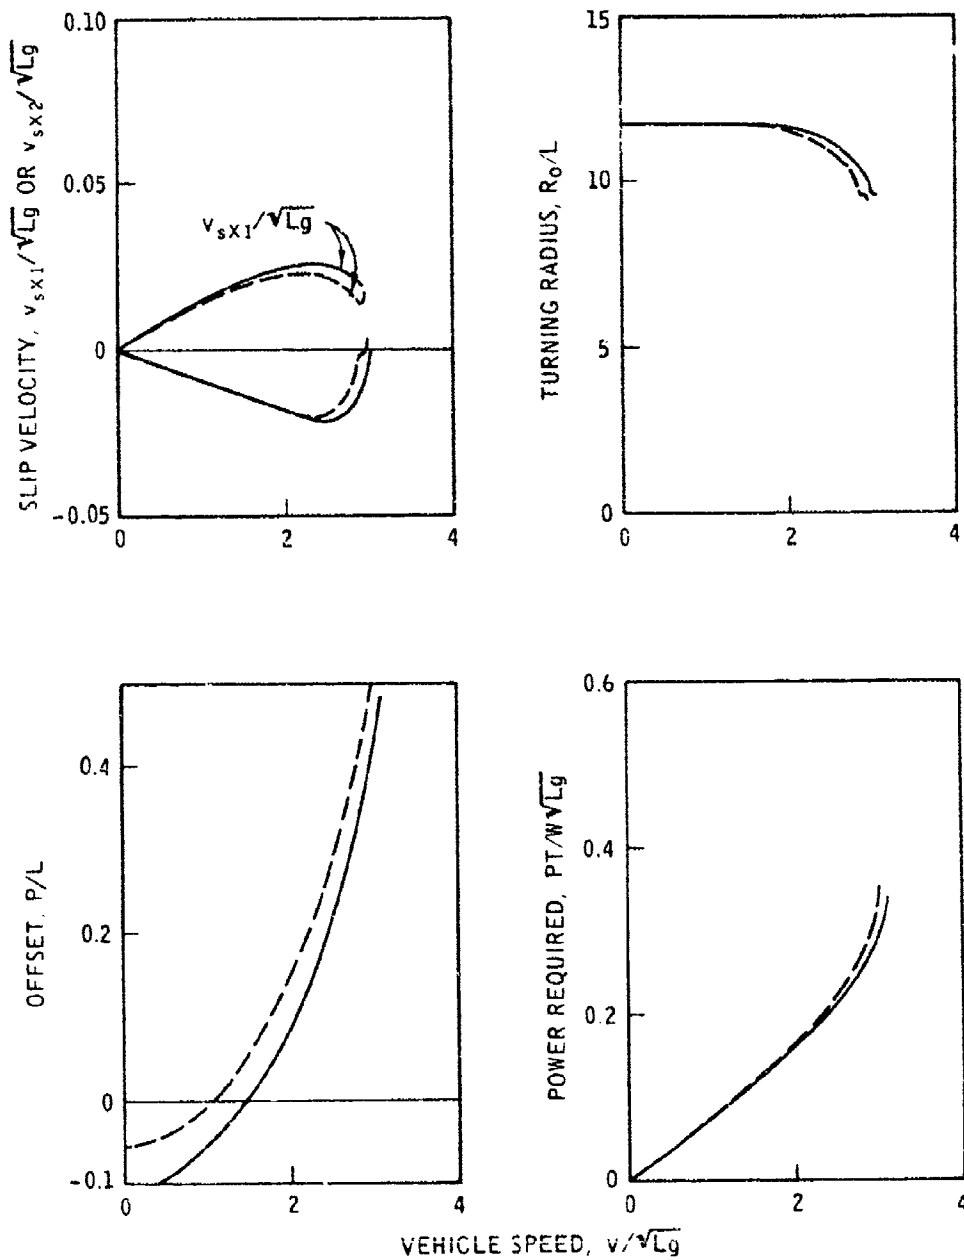 SLIP VELOCITY, v_sX1/√Lg OR v_sX2/√Lg
0.10
0.05
0
-0.05
v_sX1/√Lg
0 2 4
TURNING RADIUS, R_0/L
15
10
5
0
0 2 4
OFFSET, P/L
0.4
0.2
0
-0.1
0 2 4
POWER REQUIRED, PT/W√Lg
0.6
0.4
0.2
0
0 2 4
VEHICLE SPEED, v/√Lg